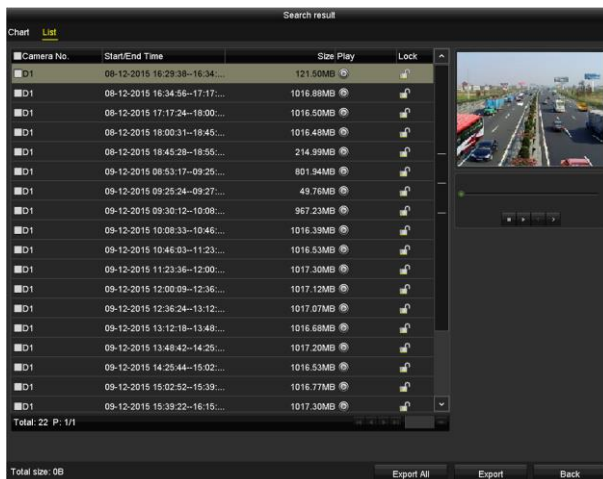 Search result
Chart List
Camera No. Start/End Time Size Play Lock
D1 08-12-2015 16:29:38--16:34:... 121.50MB
D1 08-12-2015 16:34:56--17:17:... 1016.88MB
D1 08-12-2015 17:17:24--18:00:... 1016.50MB
D1 08-12-2015 18:00:31--18:45:... 1016.48MB
D1 08-12-2015 18:45:28--18:55:... 214.99MB
D1 09-12-2015 08:53:17--09:25:... 801.94MB
D1 09-12-2015 09:25:24--09:27:... 49.76MB
D1 09-12-2015 09:30:12--10:08:... 967.23MB
D1 09-12-2015 10:08:33--10:46:... 1016.39MB
D1 09-12-2015 10:46:03--11:23:... 1016.53MB
D1 09-12-2015 11:23:36--12:00:... 1017.30MB
D1 09-12-2015 12:00:09--12:36:... 1017.12MB
D1 09-12-2015 12:36:24--13:12:... 1017.07MB
D1 09-12-2015 13:12:18--13:48:... 1016.68MB
D1 09-12-2015 13:48:42--14:25:... 1017.20MB
D1 09-12-2015 14:25:44--15:02:... 1016.53MB
D1 09-12-2015 15:02:52--15:39:... 1016.77MB
D1 09-12-2015 15:39:22--16:15:... 1017.30MB
Total: 22 P: 1/1
Total size: 0B
Export All Export Back